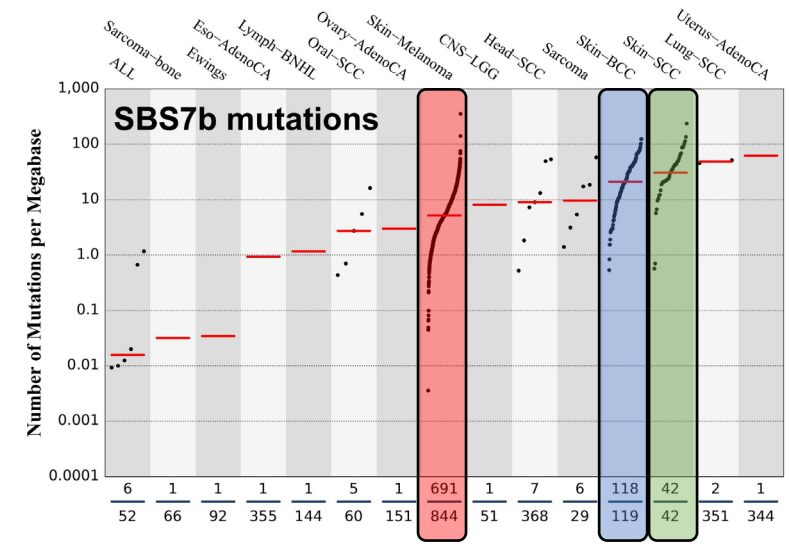 ALL
Sarcoma−bone
Ewings
Eso−AdenoCA
Lymph−BNHL
Oral−SCC
Ovary−AdenoCA
Skin−Melanoma
CNS−LGG
Head−SCC
Sarcoma
Skin−BCC
Skin−SCC
Lung−SCC
Uterus−AdenoCA
SBS7b mutations
Number of Mutations per Megabase
1,000
100
10
1.0
0.1
0.01
0.001
0.0001
6 1 1 1 1 5 1 691 1 7 6 118 42 2 1
52 66 92 355 144 60 151 844 51 368 29 119 42 351 344